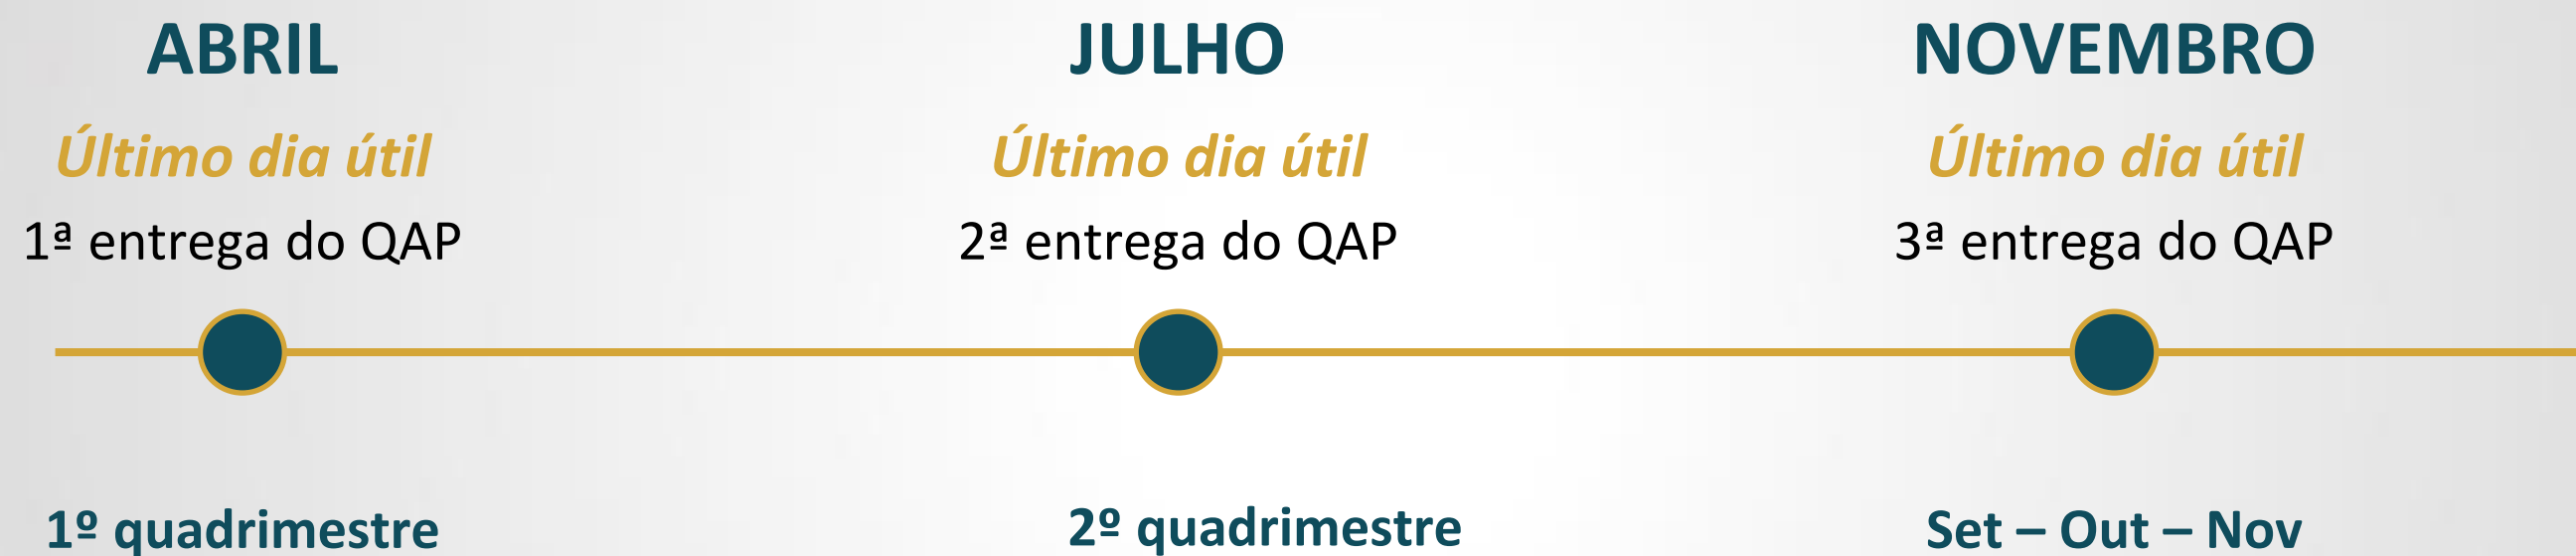 ABRIL
Último dia útil
1ª entrega do QAP
1º quadrimestre
JULHO
Último dia útil
2ª entrega do QAP
2º quadrimestre
NOVEMBRO
Último dia útil
3ª entrega do QAP
Set – Out – Nov